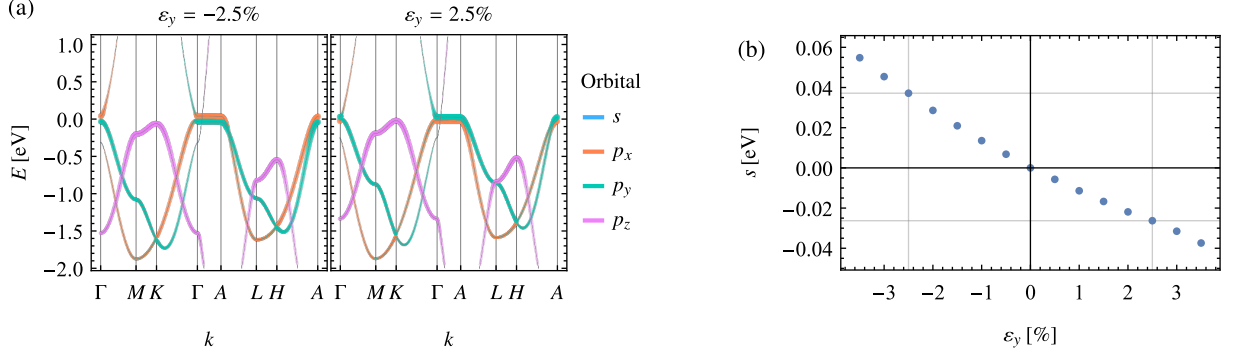 (a)
ε_y = −2.5%
ε_y = 2.5%
1.0
0.5
0.0
−0.5
−1.0
−1.5
−2.0
E [eV]
Γ M K Γ A L H A
Γ M K Γ A L H A
k
k
Orbital
s
p_x
p_y
p_z
(b)
0.06
0.04
0.02
0.00
−0.02
−0.04
s [eV]
−3 −2 −1 0 1 2 3
ε_y [%]